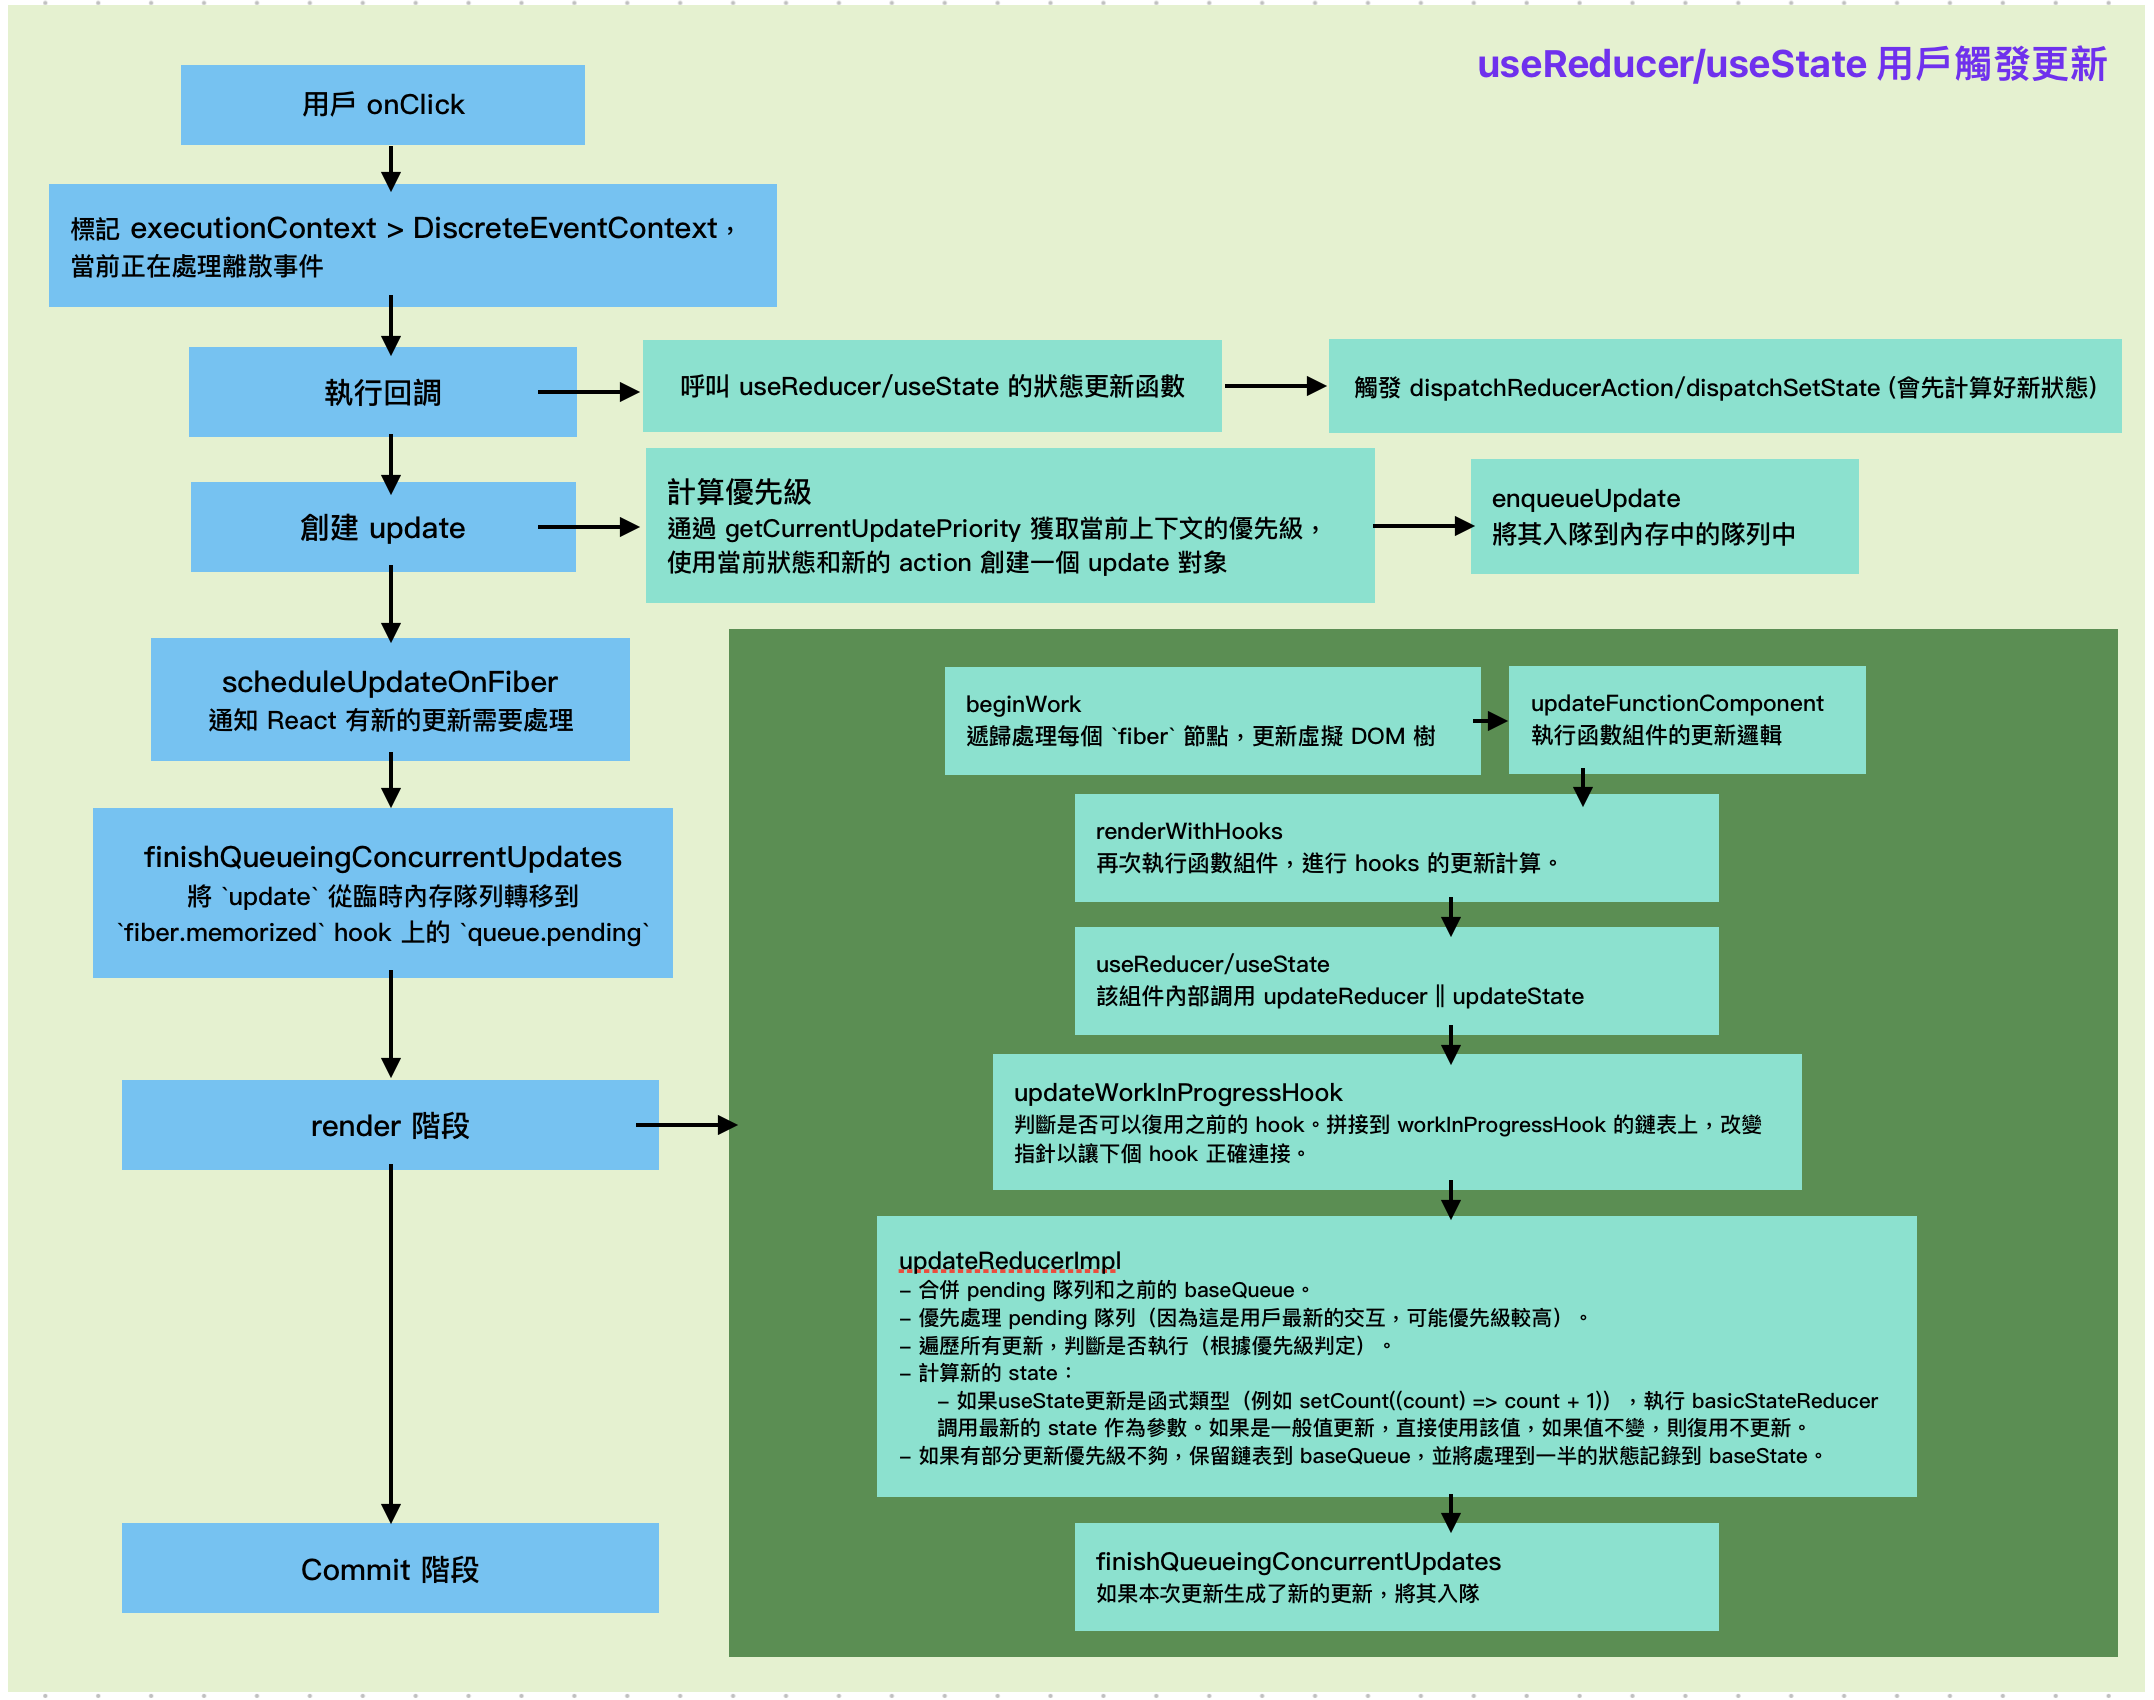 useReducer/useState 用戶觸發更新
用戶 onClick
標記 executionContext > DiscreteEventContext，
當前正在處理離散事件
執行回調
呼叫 useReducer/useState 的狀態更新函數
觸發 dispatchReducerAction/dispatchSetState (會先計算好新狀態)
創建 update
計算優先級
通過 getCurrentUpdatePriority 獲取當前上下文的優先級，
使用當前狀態和新的 action 創建一個 update 對象
enqueueUpdate
將其入隊到內存中的隊列中
scheduleUpdateOnFiber
通知 React 有新的更新需要處理
finishQueueingConcurrentUpdates
將 `update` 從臨時內存隊列轉移到
`fiber.memorized` hook 上的 `queue.pending`
render 階段
beginWork
遞歸處理每個 `fiber` 節點，更新虛擬 DOM 樹
updateFunctionComponent
執行函數組件的更新邏輯
renderWithHooks
再次執行函數組件，進行 hooks 的更新計算。
useReducer/useState
該組件內部調用 updateReducer || updateState
updateWorkInProgressHook
判斷是否可以復用之前的 hook。拼接到 workInProgressHook 的鏈表上，改變
指針以讓下個 hook 正確連接。
updateReducerImpl
– 合併 pending 隊列和之前的 baseQueue。
– 優先處理 pending 隊列（因為這是用戶最新的交互，可能優先級較高）。
– 遍歷所有更新，判斷是否執行（根據優先級判定）。
– 計算新的 state：
– 如果useState更新是函式類型（例如 setCount((count) => count + 1)），執行 basicStateReducer
調用最新的 state 作為參數。如果是一般值更新，直接使用該值，如果值不變，則復用不更新。
– 如果有部分更新優先級不夠，保留鏈表到 baseQueue，並將處理到一半的狀態記錄到 baseState。
finishQueueingConcurrentUpdates
如果本次更新生成了新的更新，將其入隊
Commit 階段